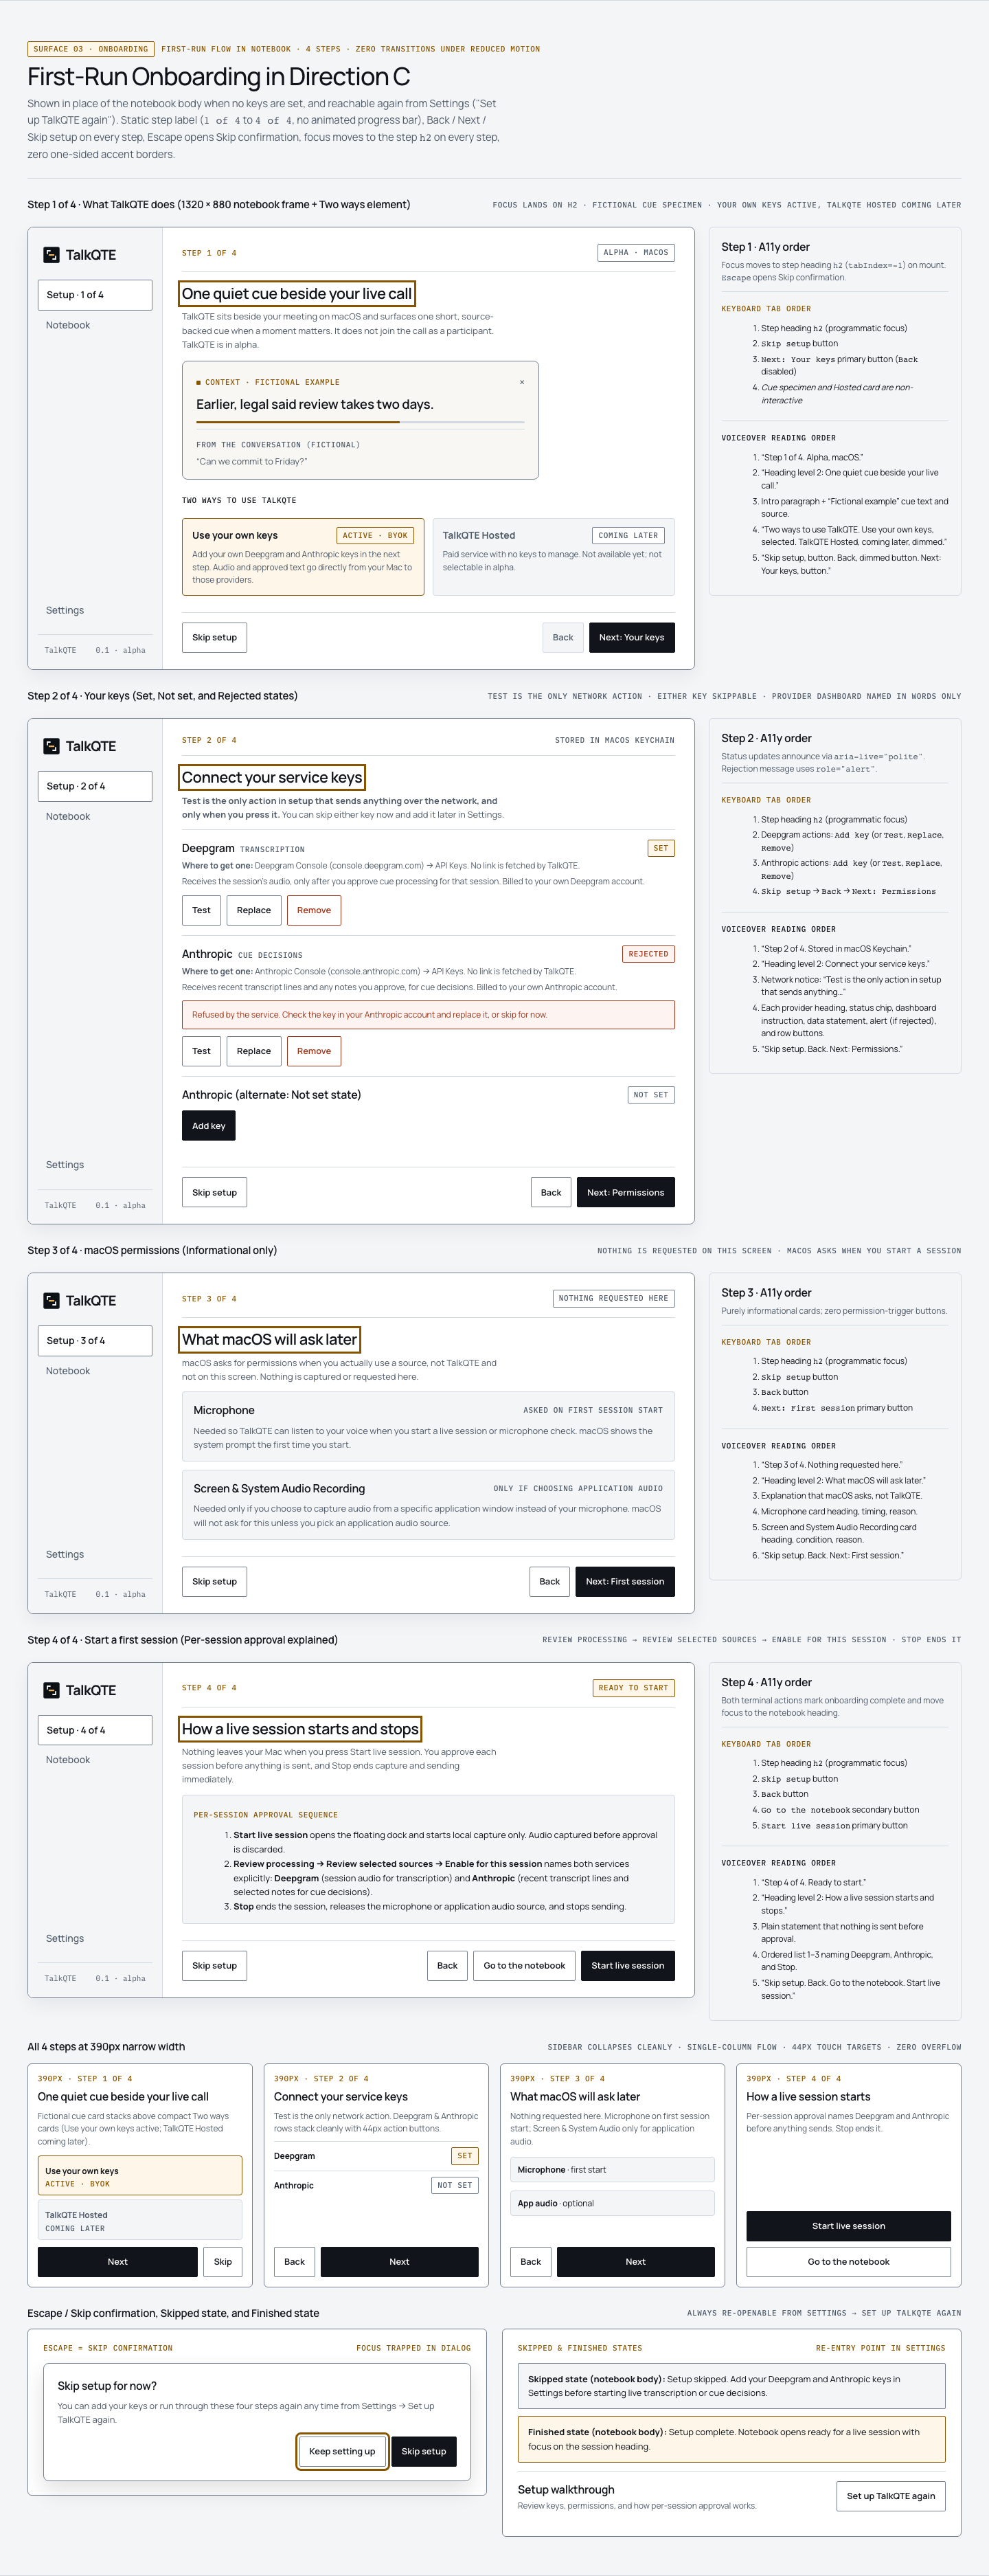 SURFACE 03 · ONBOARDING FIRST-RUN FLOW IN NOTEBOOK · 4 STEPS · ZERO TRANSITIONS UNDER REDUCED MOTION
First-Run Onboarding in Direction C
Shown in place of the notebook body when no keys are set, and reachable again from Settings ("Set
up TalkQTE again"). Static step label (1 of 4 to 4 of 4, no animated progress bar), Back / Next /
Skip setup on every step, Escape opens Skip confirmation, focus moves to the step h2 on every step,
zero one-sided accent borders.
Step 1 of 4 · What TalkQTE does (1320 × 880 notebook frame + Two ways element)
FOCUS LANDS ON H2 · FICTIONAL CUE SPECIMEN · YOUR OWN KEYS ACTIVE, TALKQTE HOSTED COMING LATER
TalkQTE
Setup · 1 of 4
Notebook
Settings
TalkQTE 0.1 · alpha
STEP 1 OF 4
ALPHA · MACOS
One quiet cue beside your live call
TalkQTE sits beside your meeting on macOS and surfaces one short, source-
backed cue when a moment matters. It does not join the call as a participant.
TalkQTE is in alpha.
■ CONTEXT · FICTIONAL EXAMPLE ×
Earlier, legal said review takes two days.
FROM THE CONVERSATION (FICTIONAL)
"Can we commit to Friday?"
TWO WAYS TO USE TALKQTE
Use your own keys ACTIVE · BYOK
Add your own Deepgram and Anthropic keys in the next
step. Audio and approved text go directly from your Mac to
those providers.
TalkQTE Hosted COMING LATER
Paid service with no keys to manage. Not available yet; not
selectable in alpha.
Skip setup
Back
Next: Your keys
Step 1 · A11y order
Focus moves to step heading h2 (tabIndex=-1) on mount.
Escape opens Skip confirmation.
KEYBOARD TAB ORDER
1. Step heading h2 (programmatic focus)
2. Skip setup button
3. Next: Your keys primary button (Back
disabled)
4. Cue specimen and Hosted card are non-
interactive
VOICEOVER READING ORDER
1. "Step 1 of 4. Alpha, macOS."
2. "Heading level 2: One quiet cue beside your live
call."
3. Intro paragraph + "Fictional example" cue text and
source.
4. "Two ways to use TalkQTE. Use your own keys,
selected. TalkQTE Hosted, coming later, dimmed."
5. "Skip setup, button. Back, dimmed button. Next:
Your keys, button."
Step 2 of 4 · Your keys (Set, Not set, and Rejected states)
TEST IS THE ONLY NETWORK ACTION · EITHER KEY SKIPPABLE · PROVIDER DASHBOARD NAMED IN WORDS ONLY
TalkQTE
Setup · 2 of 4
Notebook
Settings
TalkQTE 0.1 · alpha
STEP 2 OF 4
STORED IN MACOS KEYCHAIN
Connect your service keys
Test is the only action in setup that sends anything over the network, and
only when you press it. You can skip either key now and add it later in Settings.
Deepgram TRANSCRIPTION SET
Where to get one: Deepgram Console (console.deepgram.com) → API Keys. No link is fetched by TalkQTE.
Receives the session's audio, only after you approve cue processing for that session. Billed to your own Deepgram account.
Test
Replace
Remove
Anthropic CUE DECISIONS REJECTED
Where to get one: Anthropic Console (console.anthropic.com) → API Keys. No link is fetched by TalkQTE.
Receives recent transcript lines and any notes you approve, for cue decisions. Billed to your own Anthropic account.
Refused by the service. Check the key in your Anthropic account and replace it, or skip for now.
Test
Replace
Remove
Anthropic (alternate: Not set state) NOT SET
Add key
Skip setup
Back
Next: Permissions
Step 2 · A11y order
Status updates announce via aria-live="polite".
Rejection message uses role="alert".
KEYBOARD TAB ORDER
1. Step heading h2 (programmatic focus)
2. Deepgram actions: Add key (or Test, Replace,
Remove)
3. Anthropic actions: Add key (or Test, Replace,
Remove)
4. Skip setup → Back → Next: Permissions
VOICEOVER READING ORDER
1. "Step 2 of 4. Stored in macOS Keychain."
2. "Heading level 2: Connect your service keys."
3. Network notice: "Test is the only action in setup
that sends anything…"
4. Each provider heading, status chip, dashboard
instruction, data statement, alert (if rejected),
and row buttons.
5. "Skip setup. Back. Next: Permissions."
Step 3 of 4 · macOS permissions (Informational only)
NOTHING IS REQUESTED ON THIS SCREEN · MACOS ASKS WHEN YOU START A SESSION
TalkQTE
Setup · 3 of 4
Notebook
Settings
TalkQTE 0.1 · alpha
STEP 3 OF 4
NOTHING REQUESTED HERE
What macOS will ask later
macOS asks for permissions when you actually use a source, not TalkQTE and
not on this screen. Nothing is captured or requested here.
Microphone ASKED ON FIRST SESSION START
Needed so TalkQTE can listen to your voice when you start a live session or microphone check. macOS shows the
system prompt the first time you start.
Screen & System Audio Recording ONLY IF CHOOSING APPLICATION AUDIO
Needed only if you choose to capture audio from a specific application window instead of your microphone. macOS
will not ask for this unless you pick an application audio source.
Skip setup
Back
Next: First session
Step 3 · A11y order
Purely informational cards; zero permission-trigger buttons.
KEYBOARD TAB ORDER
1. Step heading h2 (programmatic focus)
2. Skip setup button
3. Back button
4. Next: First session primary button
VOICEOVER READING ORDER
1. "Step 3 of 4. Nothing requested here."
2. "Heading level 2: What macOS will ask later."
3. Explanation that macOS asks, not TalkQTE.
4. Microphone card heading, timing, reason.
5. Screen and System Audio Recording card
heading, condition, reason.
6. "Skip setup. Back. Next: First session."
Step 4 of 4 · Start a first session (Per-session approval explained)
REVIEW PROCESSING → REVIEW SELECTED SOURCES → ENABLE FOR THIS SESSION · STOP ENDS IT
TalkQTE
Setup · 4 of 4
Notebook
Settings
TalkQTE 0.1 · alpha
STEP 4 OF 4
READY TO START
How a live session starts and stops
Nothing leaves your Mac when you press Start live session. You approve each
session before anything is sent, and Stop ends capture and sending
immediately.
PER-SESSION APPROVAL SEQUENCE
1. Start live session opens the floating dock and starts local capture only. Audio captured before approval
is discarded.
2. Review processing → Review selected sources → Enable for this session names both services
explicitly: Deepgram (session audio for transcription) and Anthropic (recent transcript lines and
selected notes for cue decisions).
3. Stop ends the session, releases the microphone or application audio source, and stops sending.
Skip setup
Back
Go to the notebook
Start live session
Step 4 · A11y order
Both terminal actions mark onboarding complete and move
focus to the notebook heading.
KEYBOARD TAB ORDER
1. Step heading h2 (programmatic focus)
2. Skip setup button
3. Back button
4. Go to the notebook secondary button
5. Start live session primary button
VOICEOVER READING ORDER
1. "Step 4 of 4. Ready to start."
2. "Heading level 2: How a live session starts and
stops."
3. Plain statement that nothing is sent before
approval.
4. Ordered list 1–3 naming Deepgram, Anthropic,
and Stop.
5. "Skip setup. Back. Go to the notebook. Start live
session."
All 4 steps at 390px narrow width
SIDEBAR COLLAPSES CLEANLY · SINGLE-COLUMN FLOW · 44PX TOUCH TARGETS · ZERO OVERFLOW
390PX · STEP 1 OF 4
One quiet cue beside your live call
Fictional cue card stacks above compact Two ways
cards (Use your own keys active; TalkQTE Hosted
coming later).
Use your own keys
ACTIVE · BYOK
TalkQTE Hosted
COMING LATER
Next
Skip
390PX · STEP 2 OF 4
Connect your service keys
Test is the only network action. Deepgram & Anthropic
rows stack cleanly with 44px action buttons.
Deepgram SET
Anthropic NOT SET
Back
Next
390PX · STEP 3 OF 4
What macOS will ask later
Nothing requested here. Microphone on first session
start; Screen & System Audio only for application
audio.
Microphone · first start
App audio · optional
Back
Next
390PX · STEP 4 OF 4
How a live session starts
Per-session approval names Deepgram and Anthropic
before anything sends. Stop ends it.
Start live session
Go to the notebook
Escape / Skip confirmation, Skipped state, and Finished state
ALWAYS RE-OPENABLE FROM SETTINGS → SET UP TALKQTE AGAIN
ESCAPE = SKIP CONFIRMATION FOCUS TRAPPED IN DIALOG
Skip setup for now?
You can add your keys or run through these four steps again any time from Settings → Set up
TalkQTE again.
Keep setting up
Skip setup
SKIPPED & FINISHED STATES RE-ENTRY POINT IN SETTINGS
Skipped state (notebook body): Setup skipped. Add your Deepgram and Anthropic keys in
Settings before starting live transcription or cue decisions.
Finished state (notebook body): Setup complete. Notebook opens ready for a live session with
focus on the session heading.
Setup walkthrough
Review keys, permissions, and how per-session approval works.
Set up TalkQTE again